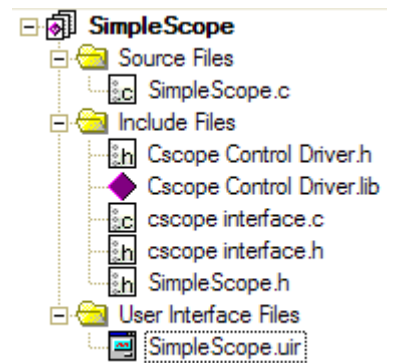 SimpleScope
Source Files
SimpleScope.c
Include Files
Cscope Control Driver.h
Cscope Control Driver.lib
cscope interface.c
cscope interface.h
SimpleScope.h
User Interface Files
SimpleScope.uir